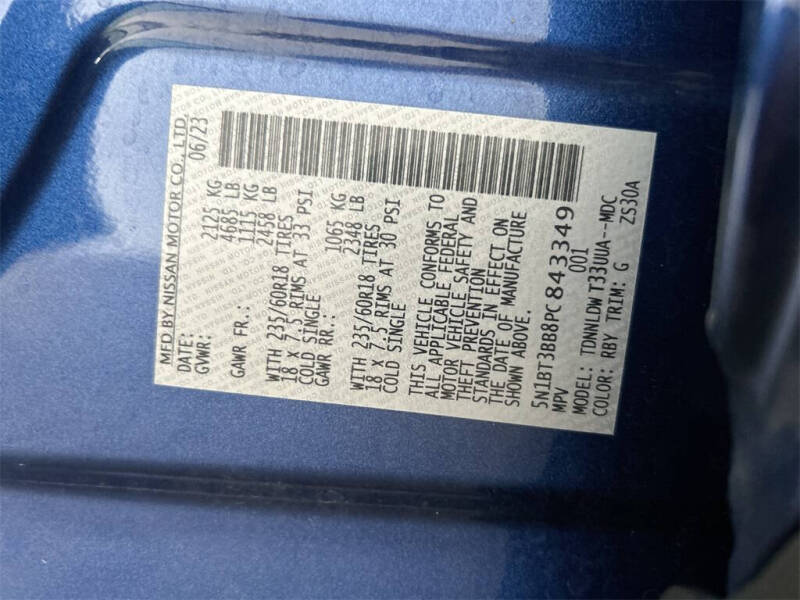 MFD BY NISSAN MOTOR CO., LTD.
DATE: 06/23
GVWR: 2125 KG
4685 LB
GAWR FR.: 1115 KG
2458 LB
WITH 235/60R18 TIRES
18 X 7.5 RIMS AT 33 PSI
COLD SINGLE
GAWR RR.: 1065 KG
2348 LB
WITH 235/60R18 TIRES
18 X 7.5 RIMS AT 30 PSI
COLD SINGLE
THIS VEHICLE CONFORMS TO
ALL APPLICABLE FEDERAL
MOTOR VEHICLE SAFETY AND
THEFT PREVENTION
STANDARDS IN EFFECT ON
THE DATE OF MANUFACTURE
SHOWN ABOVE.
5N1BT3BB8PC843349
MPV 001
MODEL: TDNNLDWT33UUA--MDC
COLOR: RBY TRIM: G ZS30A